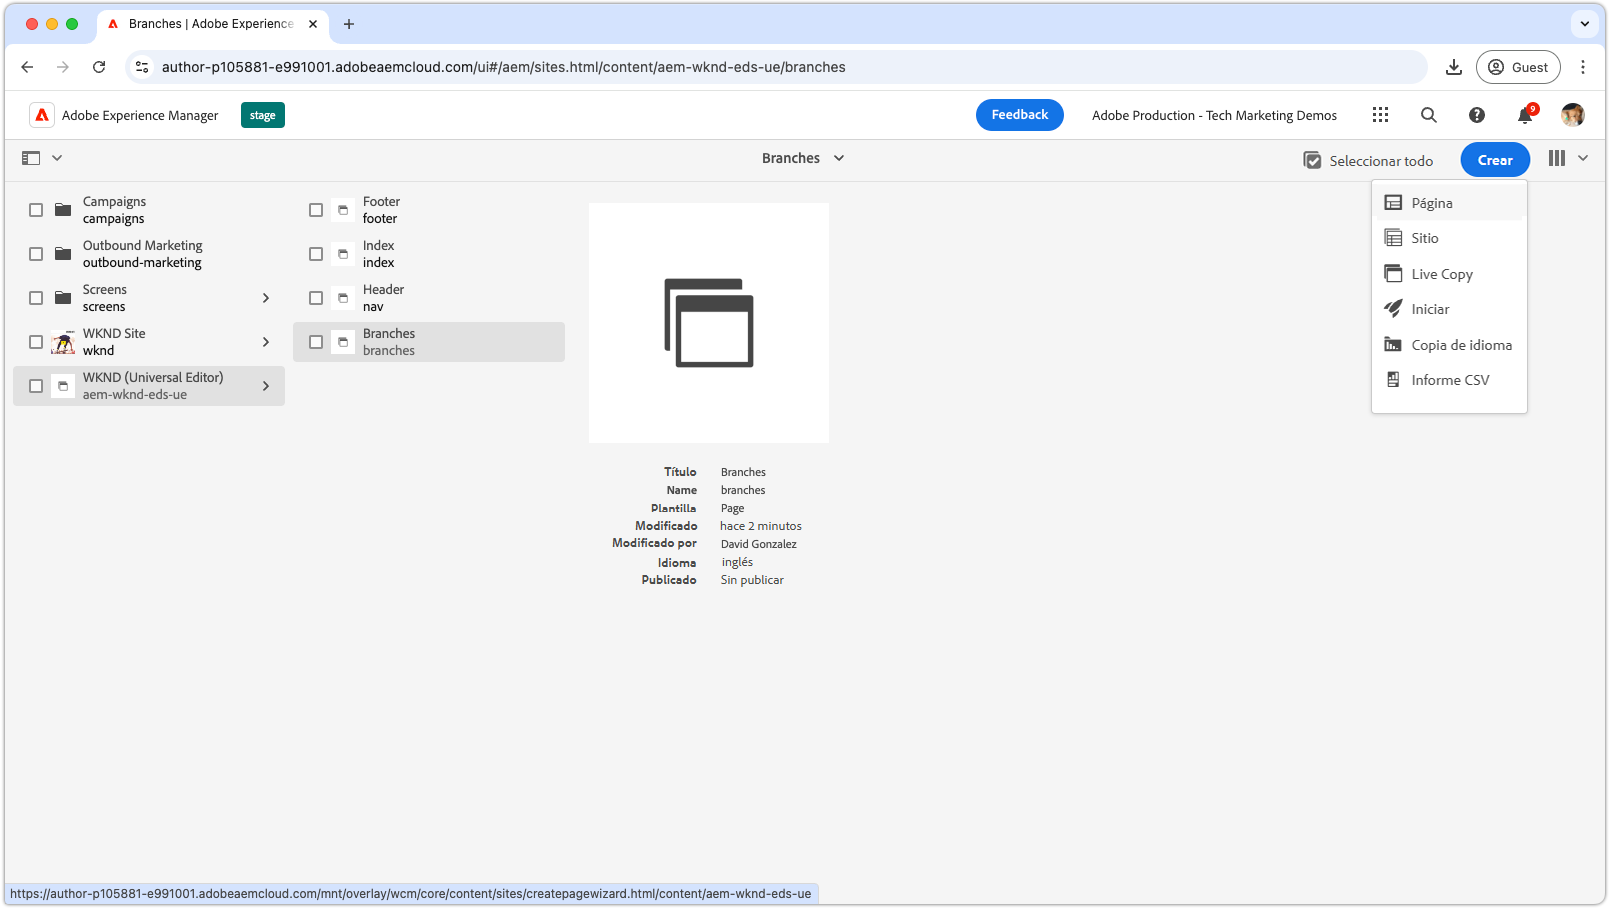 Branches | Adobe Experience
author-p105881-e991001.adobeaemcloud.com/ui#/aem/sites.html/content/aem-wknd-eds-ue/branches
Guest
Adobe Experience Manager
stage
Feedback
Adobe Production - Tech Marketing Demos
9
Branches
Seleccionar todo
Crear
Campaigns
campaigns
Outbound Marketing
outbound-marketing
Screens
screens
WKND Site
wknd
WKND (Universal Editor)
aem-wknd-eds-ue
Footer
footer
Index
index
Header
nav
Branches
branches
Página
Sitio
Live Copy
Iniciar
Copia de idioma
Informe CSV
Título Branches
Name branches
Plantilla Page
Modificado hace 2 minutos
Modificado por David Gonzalez
Idioma inglés
Publicado Sin publicar
https://author-p105881-e991001.adobeaemcloud.com/mnt/overlay/wcm/core/content/sites/createpagewizard.html/content/aem-wknd-eds-ue